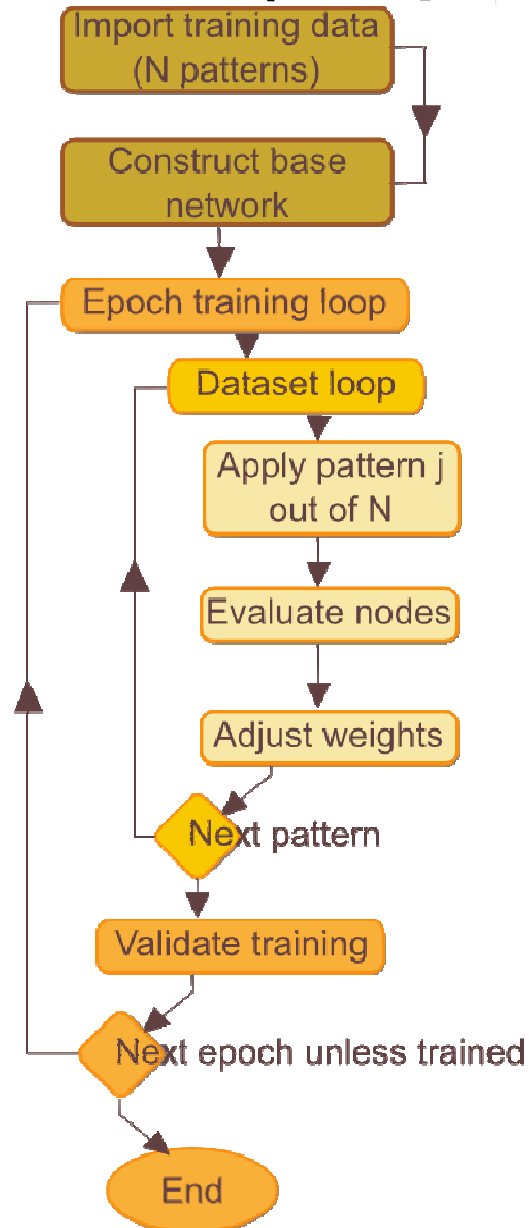 Import training data
(N patterns)
Construct base
network
Epoch training loop
Dataset loop
Apply pattern j
out of N
Evaluate nodes
Adjust weights
Next pattern
Validate training
Next epoch unless trained
End